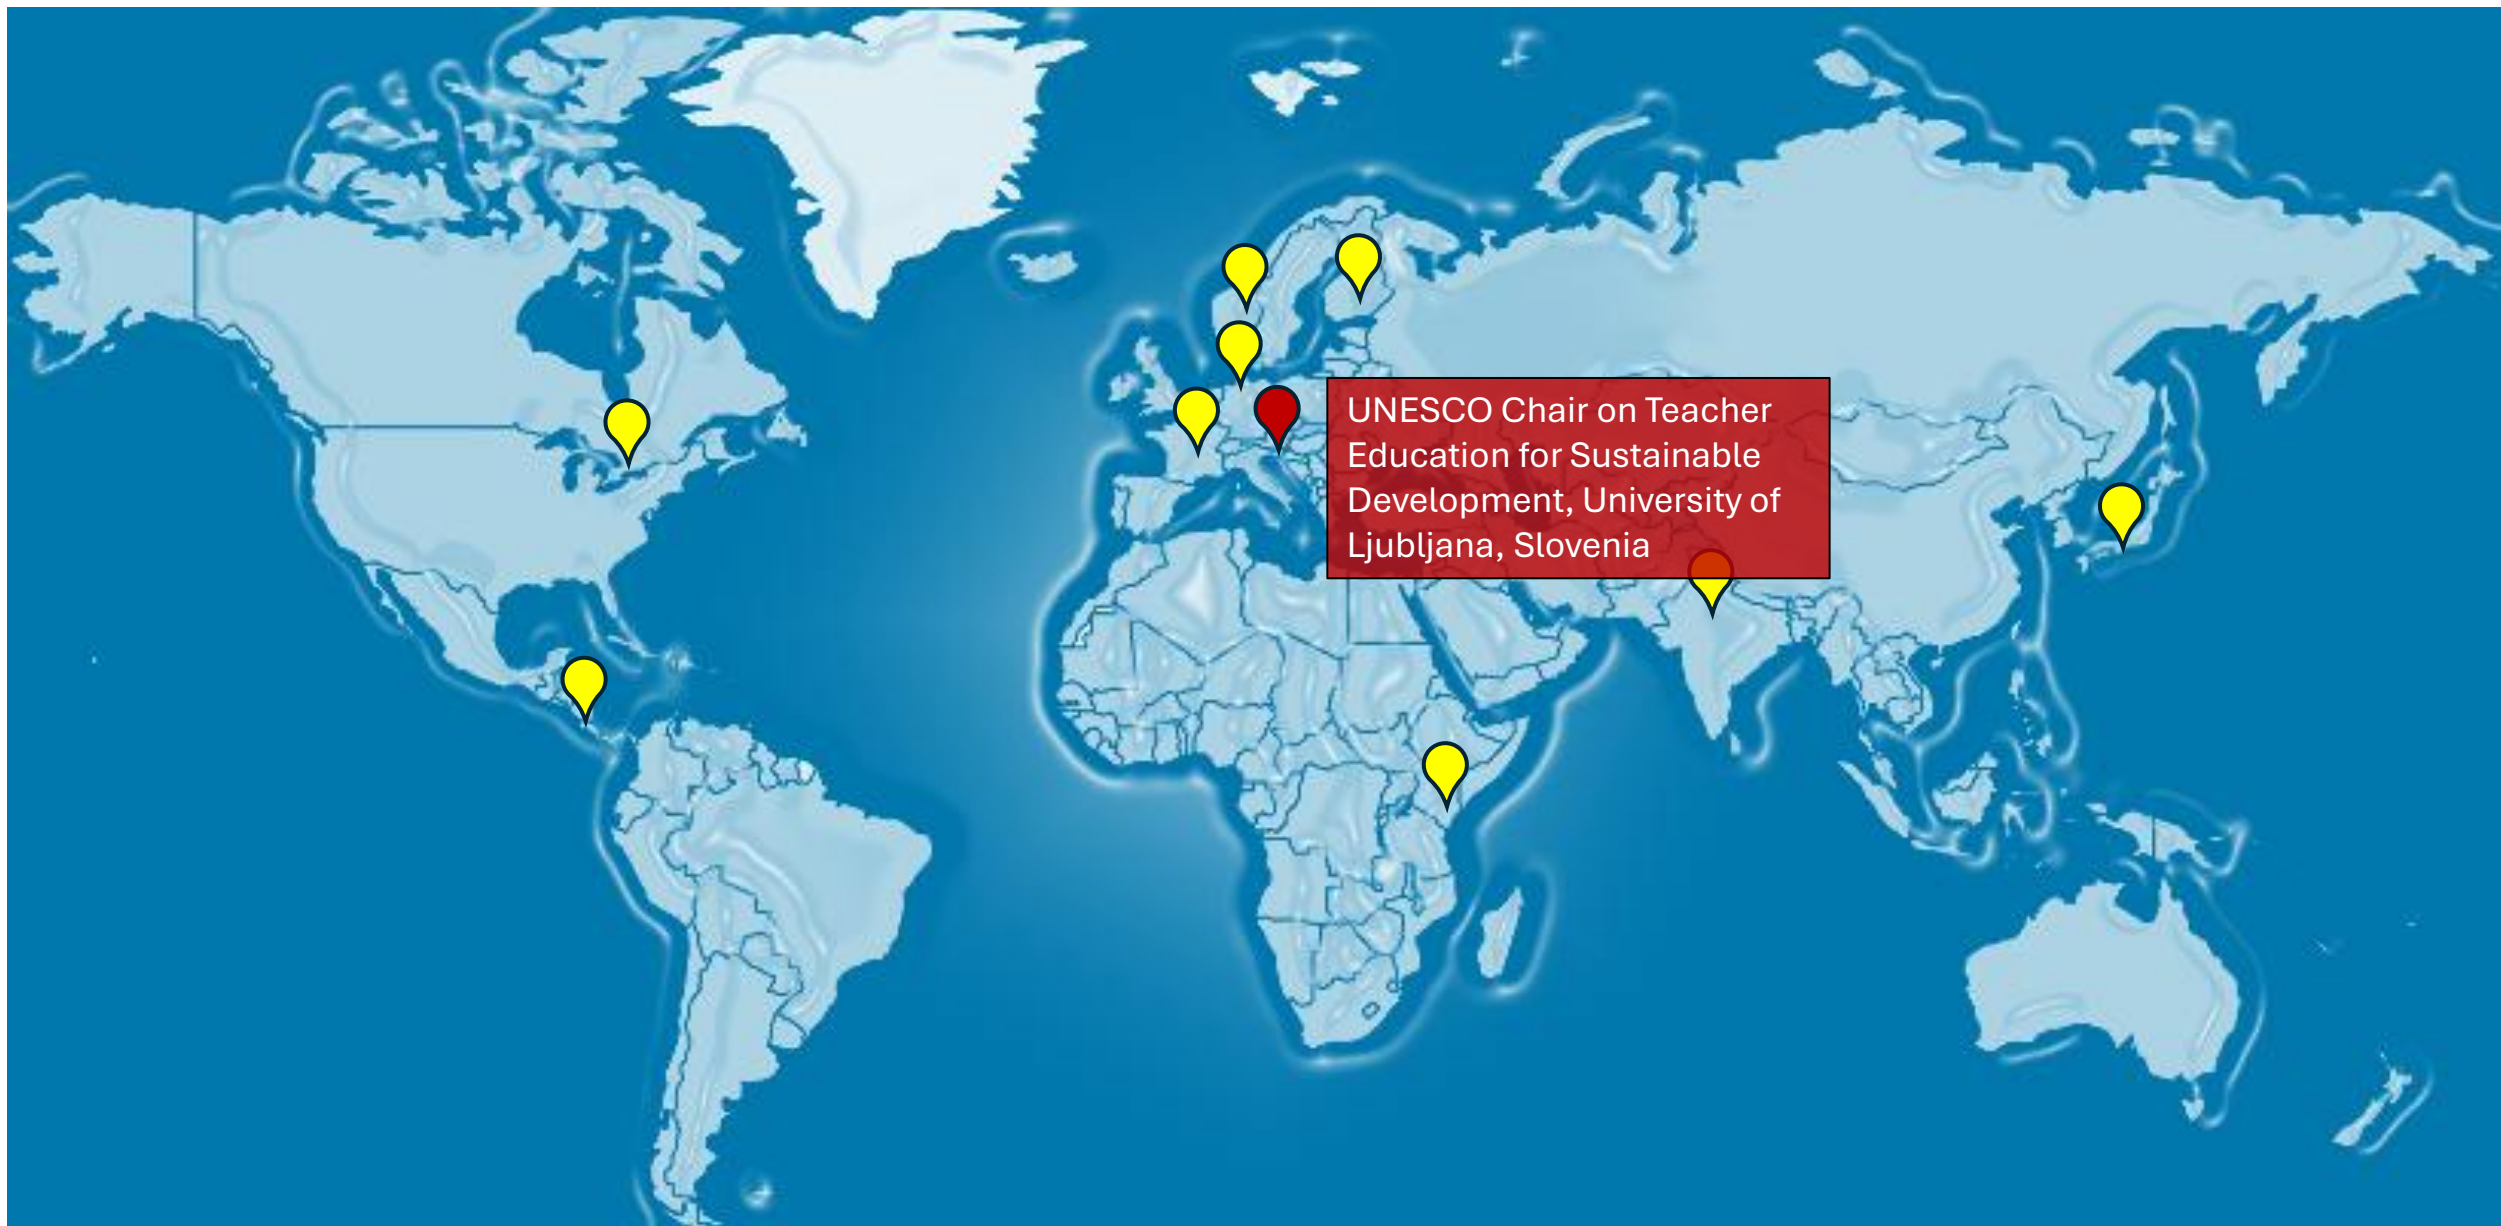 UNESCO Chair on Teacher
Education for Sustainable
Development, University of
Ljubljana, Slovenia